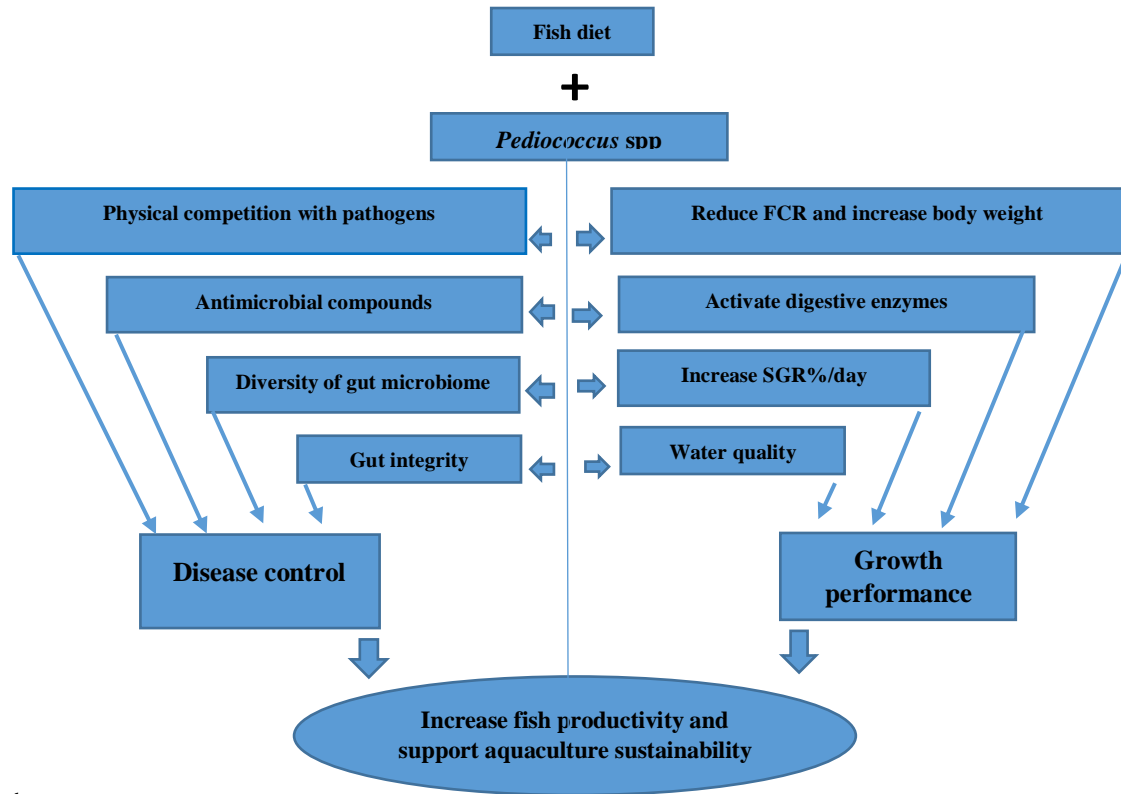 Fish diet
+
Pediococcus spp
Physical competition with pathogens
Reduce FCR and increase body weight
Antimicrobial compounds
Activate digestive enzymes
Diversity of gut microbiome
Increase SGR%/day
Gut integrity
Water quality
Disease control
Growth
performance
Increase fish productivity and
support aquaculture sustainability